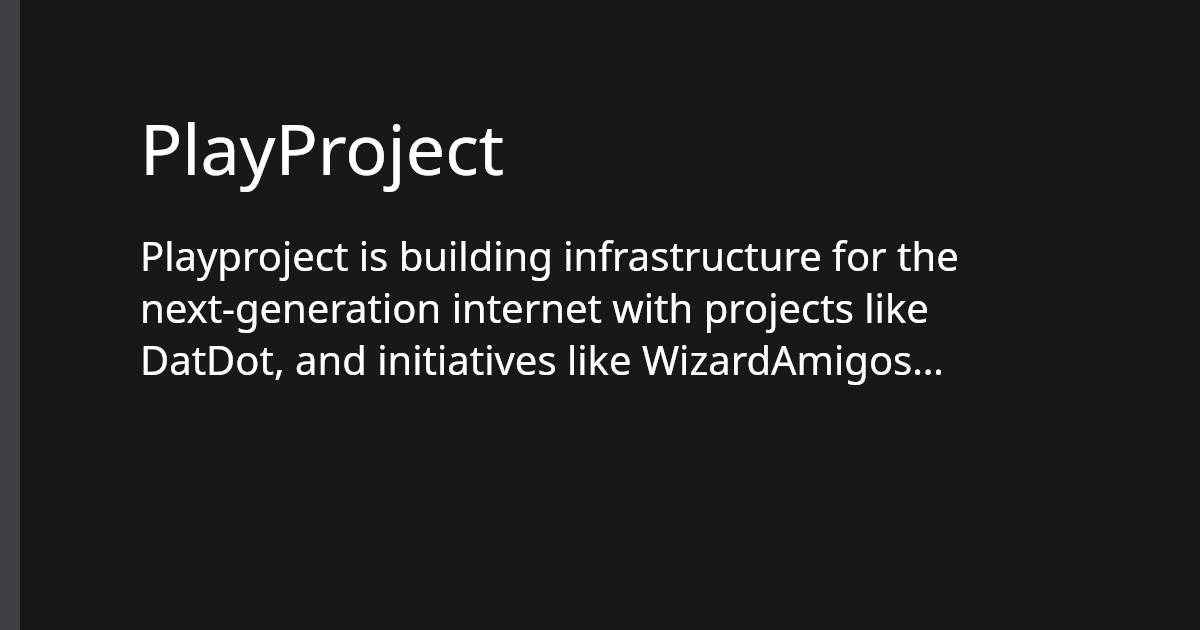 PlayProject
Playproject is building infrastructure for the
next-generation internet with projects like
DatDot, and initiatives like WizardAmigos...